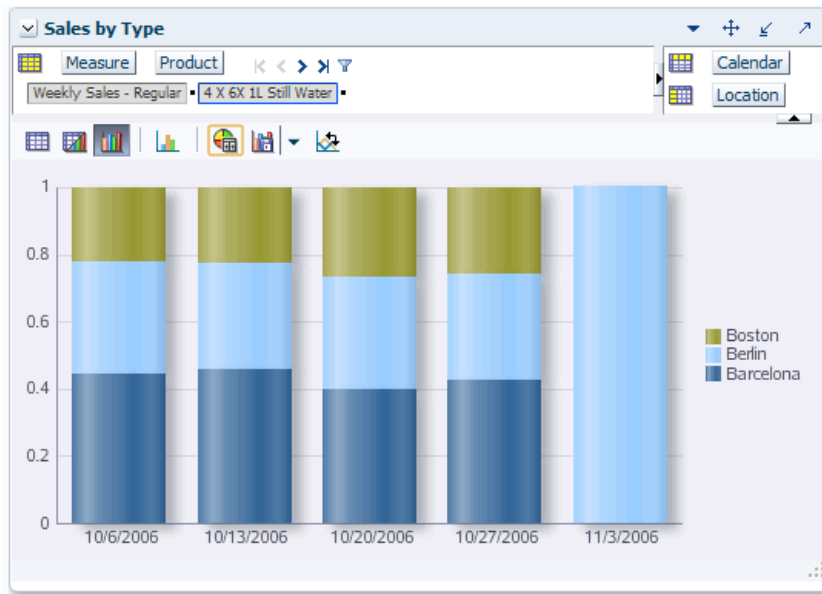 Sales by Type
Measure Product
Calendar
Weekly Sales - Regular 4 X 6X 1L Still Water
Location
1
0.8
0.6
0.4
0.2
0
Boston
Berlin
Barcelona
10/6/2006 10/13/2006 10/20/2006 10/27/2006 11/3/2006